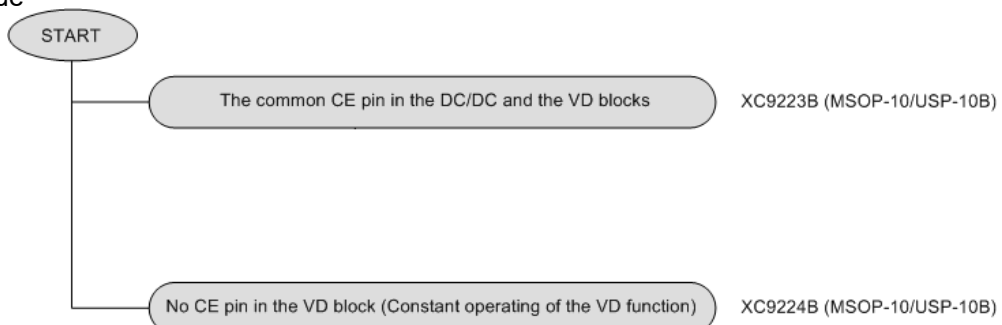 START
The common CE pin in the DC/DC and the VD blocks XC9223B (MSOP-10/USP-10B)
No CE pin in the VD block (Constant operating of the VD function) XC9224B (MSOP-10/USP-10B)